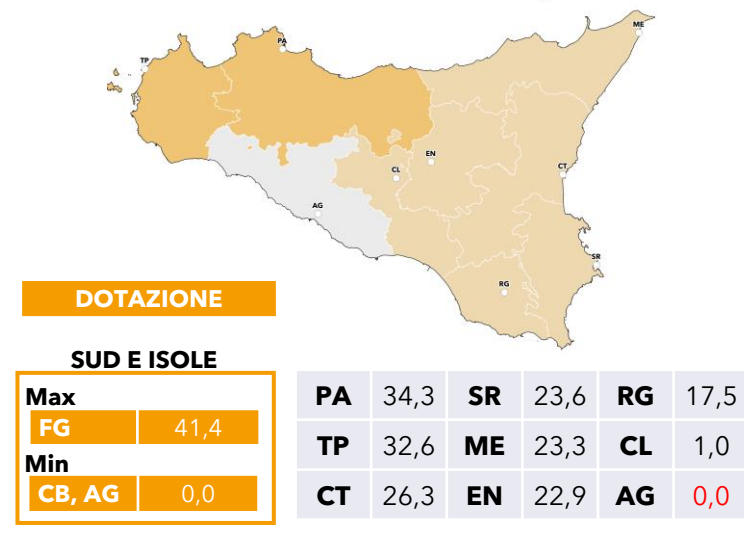 ME
PA
TP
EN
CL
CT
AG
SR
RG
DOTAZIONE
SUD E ISOLE
Max
FG 41,4
Min
CB, AG 0,0
PA 34,3 SR 23,6 RG 17,5
TP 32,6 ME 23,3 CL 1,0
CT 26,3 EN 22,9 AG 0,0